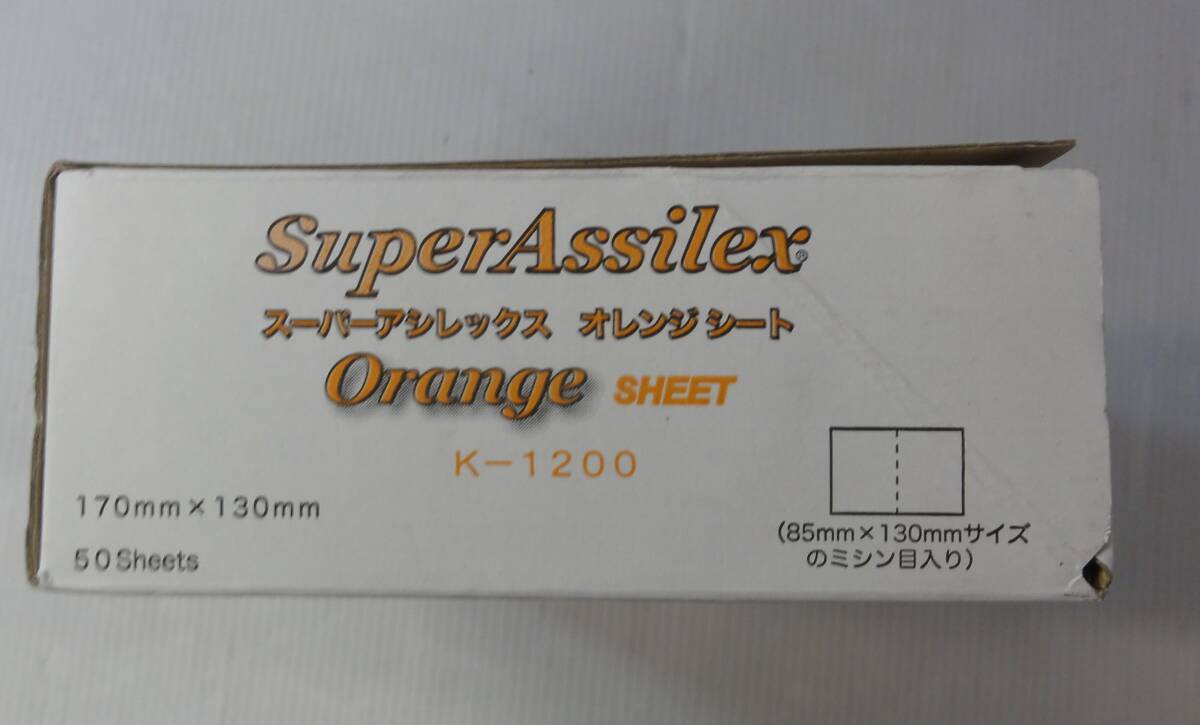 SuperAssilex®
スーパーアシレックス オレンジ シート
Orange SHEET
K－1200
170mm×130mm
50Sheets
（85mm×130mmサイズ
のミシン目入り）